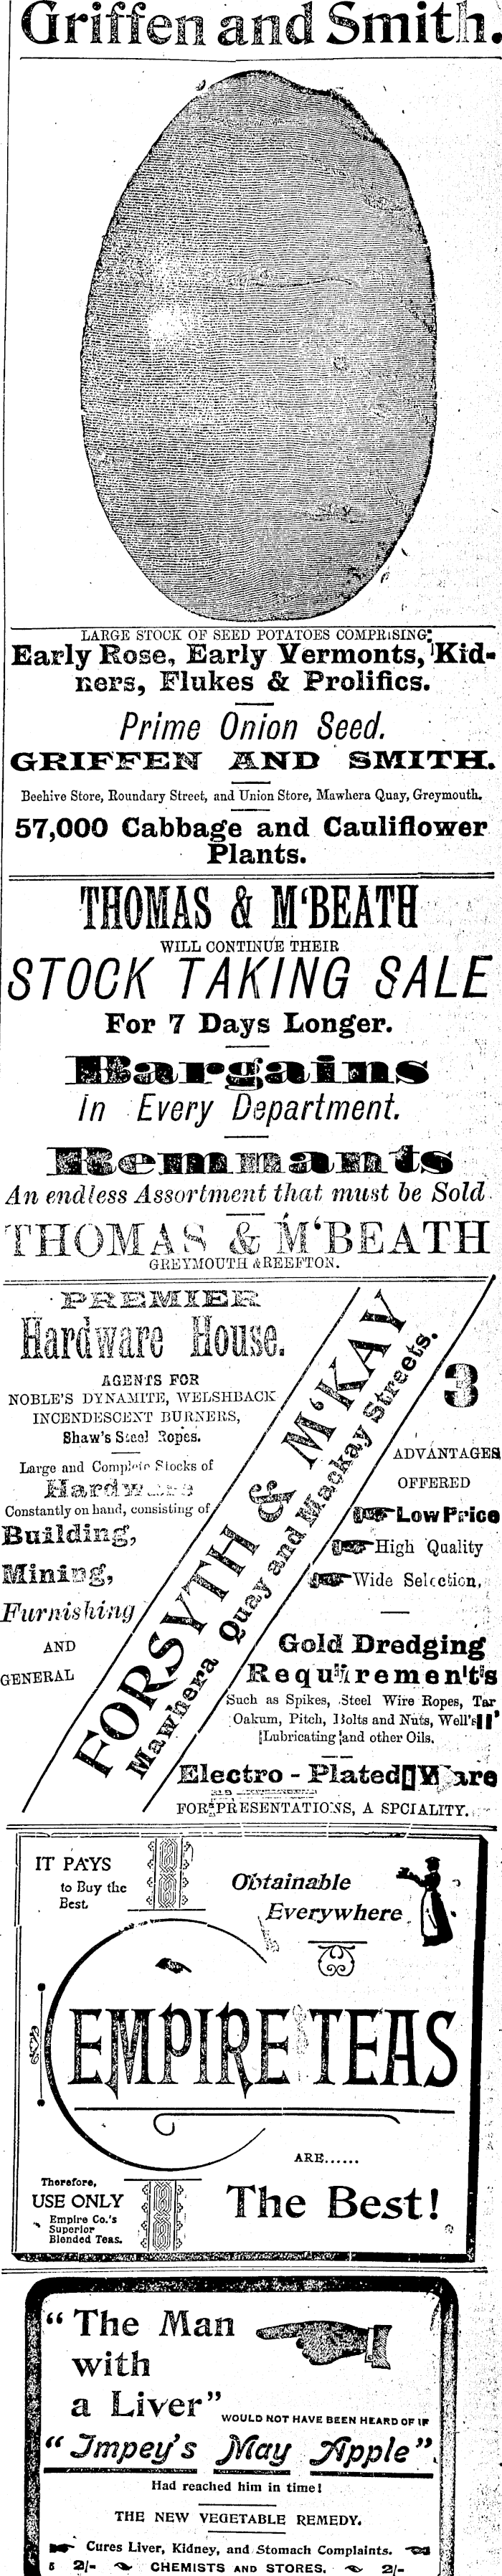 Griffen and Smith.
LARGE STOCK OF SEED POTATOES COMPRISING:
Early Rose, Early Vermonts, Kid-
ners, Flukes & Prolifics.
Prime Onion Seed.
GRIFFEN AND SMITH.
Beehive Store, Roundary Street, and Union Store, Mawhera Quay, Greymouth.
57,000 Cabbage and Cauliflower
Plants.
THOMAS & M'BEATH
WILL CONTINUE THEIR
STOCK TAKING SALE
For 7 Days Longer.
Bargains
In Every Department.
Remnants
An endless Assortment that must be Sold
THOMAS & M'BEATH
GREYMOUTH & REEFTON.
PREMIER
Hardware House.
AGENTS FOR
NOBLE'S DYNAMITE, WELSHBACK
INCENDESCENT BURNERS,
Shaw's Steel Ropes.
Large and Complete Stocks of
Hardware
Constantly on hand, consisting of
Building,
Mining,
Furnishing
AND
GENERAL
FORSYTH & M'KAY
Mawhera Quay and Mackay Streets.
3
ADVANTAGES
OFFERED
Low Price
High Quality
Wide Selection,
Gold Dredging
Requirements
Such as Spikes, Steel Wire Ropes, Tar
Oakum, Pitch, Bolts and Nuts, Well's
Lubricating and other Oils.
Electro-Plated Ware
FOR PRESENTATIONS, A SPCIALITY.
IT PAYS
to Buy the
Best
Obtainable
Everywhere
EMPIRE TEAS
ARE......
The Best!
Therefore,
USE ONLY
Empire Co.'s
Superior
Blended Teas.
"The Man
with
a Liver"
WOULD NOT HAVE BEEN HEARD OF IF
"Impey's May Apple"
Had reached him in time!
THE NEW VEGETABLE REMEDY.
Cures Liver, Kidney, and Stomach Complaints.
2/- CHEMISTS AND STORES. 2/-